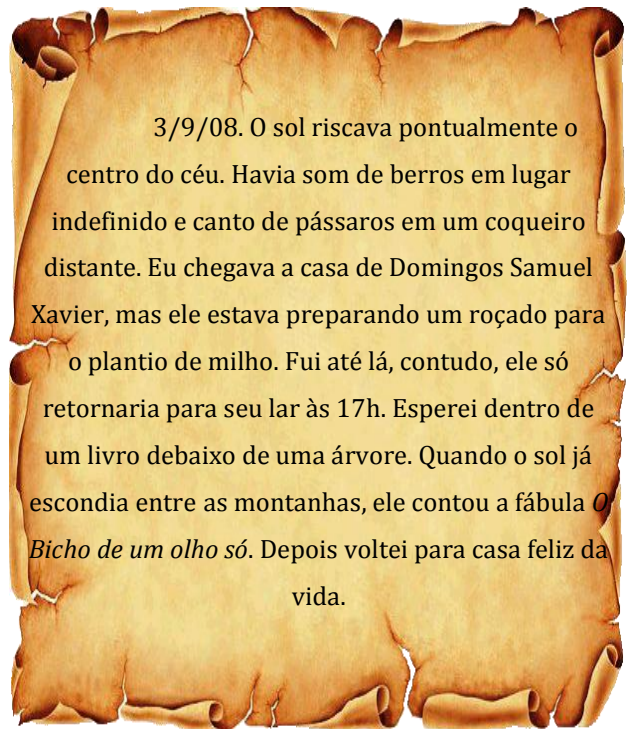 3/9/08. O sol riscava pontualmente o
centro do céu. Havia som de berros em lugar
indefinido e canto de pássaros em um coqueiro
distante. Eu chegava a casa de Domingos Samuel
Xavier, mas ele estava preparando um roçado para
o plantio de milho. Fui até lá, contudo, ele só
retornaria para seu lar às 17h. Esperei dentro de
um livro debaixo de uma árvore. Quando o sol já
escondia entre as montanhas, ele contou a fábula O
Bicho de um olho só. Depois voltei para casa feliz da
vida.